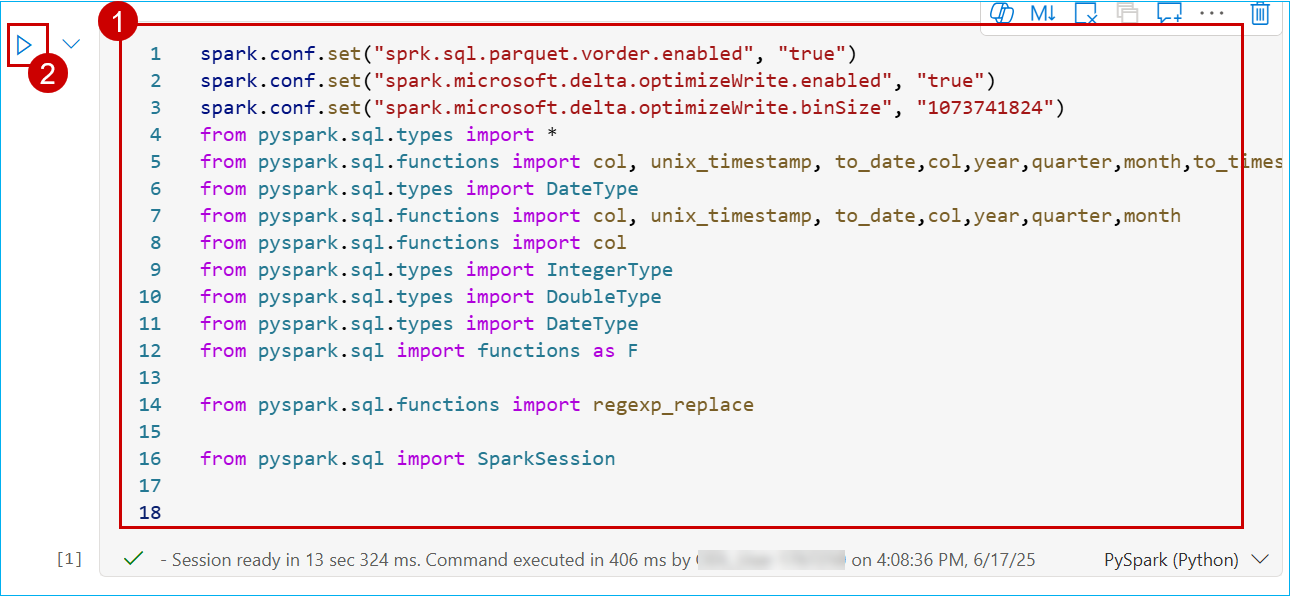 1
2
M↓
1 spark.conf.set("sprk.sql.parquet.vorder.enabled", "true")
2 spark.conf.set("spark.microsoft.delta.optimizeWrite.enabled", "true")
3 spark.conf.set("spark.microsoft.delta.optimizeWrite.binSize", "1073741824")
4 from pyspark.sql.types import *
5 from pyspark.sql.functions import col, unix_timestamp, to_date,col,year,quarter,month,to_times
6 from pyspark.sql.types import DateType
7 from pyspark.sql.functions import col, unix_timestamp, to_date,col,year,quarter,month
8 from pyspark.sql.functions import col
9 from pyspark.sql.types import IntegerType
10 from pyspark.sql.types import DoubleType
11 from pyspark.sql.types import DateType
12 from pyspark.sql import functions as F
13
14 from pyspark.sql.functions import regexp_replace
15
16 from pyspark.sql import SparkSession
17
18
[1] - Session ready in 13 sec 324 ms. Command executed in 406 ms by on 4:08:36 PM, 6/17/25 PySpark (Python)